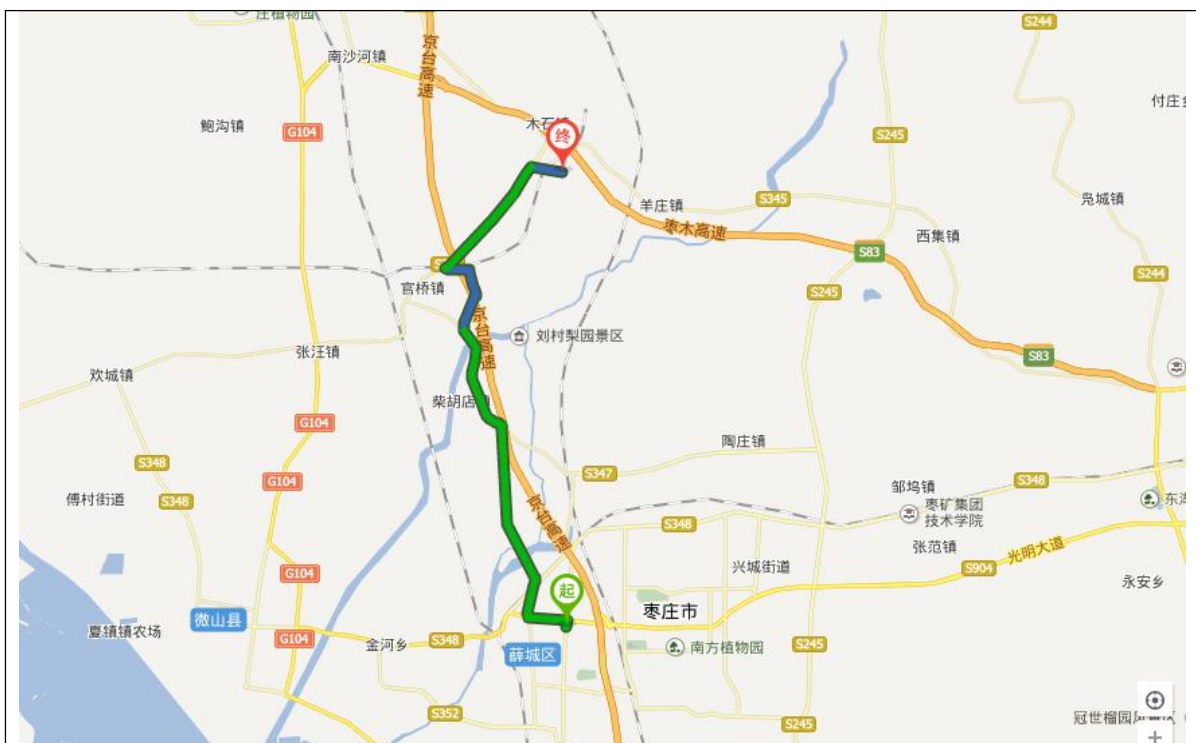 庄植物园
S244
南沙河镇
京台高速
付庄乡
鲍沟镇
G104
木石镇
终
S245
羊庄镇
S345
凫城镇
枣木高速
西集镇
S83
S244
官桥镇
S245
京台高速
刘村梨园景区
张汪镇
S83
欢城镇
柴胡店镇
G104
陶庄镇
S348
S347
G104
邹坞镇
S348
傅村街道
S348
枣矿集团
技术学院
东湖
京台高速
S348
张范镇
光明大道
G104
兴城街道
S904
永安乡
起
微山县
枣庄市
夏镇镇农场
G104
金河乡
S348
薛城区
南方植物园
S245
S352
S245
冠世榴园风景区